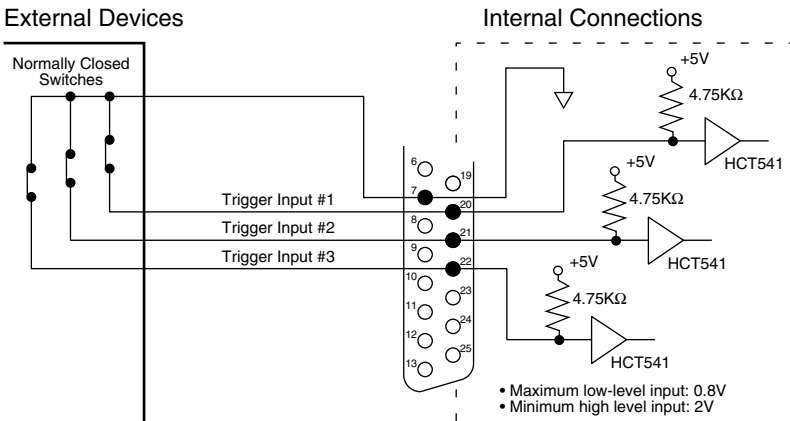 External Devices
Internal Connections
Normally Closed
Switches
+5V
4.75KΩ
HCT541
+5V
4.75KΩ
HCT541
+5V
4.75KΩ
HCT541
Trigger Input #1
Trigger Input #2
Trigger Input #3
6
19
7
20
8
21
9
22
10
23
11
24
12
25
13
• Maximum low-level input: 0.8V
• Minimum high level input: 2V